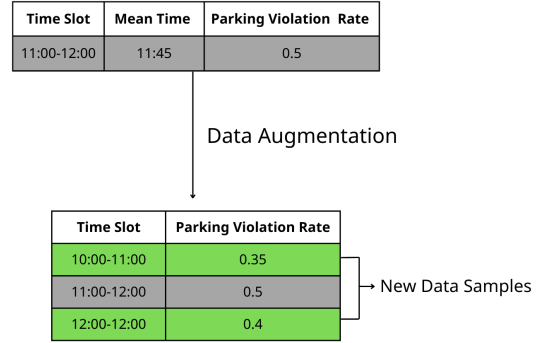 Time Slot Mean Time Parking Violation Rate
11:00-12:00 11:45 0.5
Data Augmentation
Time Slot Parking Violation Rate
10:00-11:00 0.35
11:00-12:00 0.5
12:00-12:00 0.4
New Data Samples